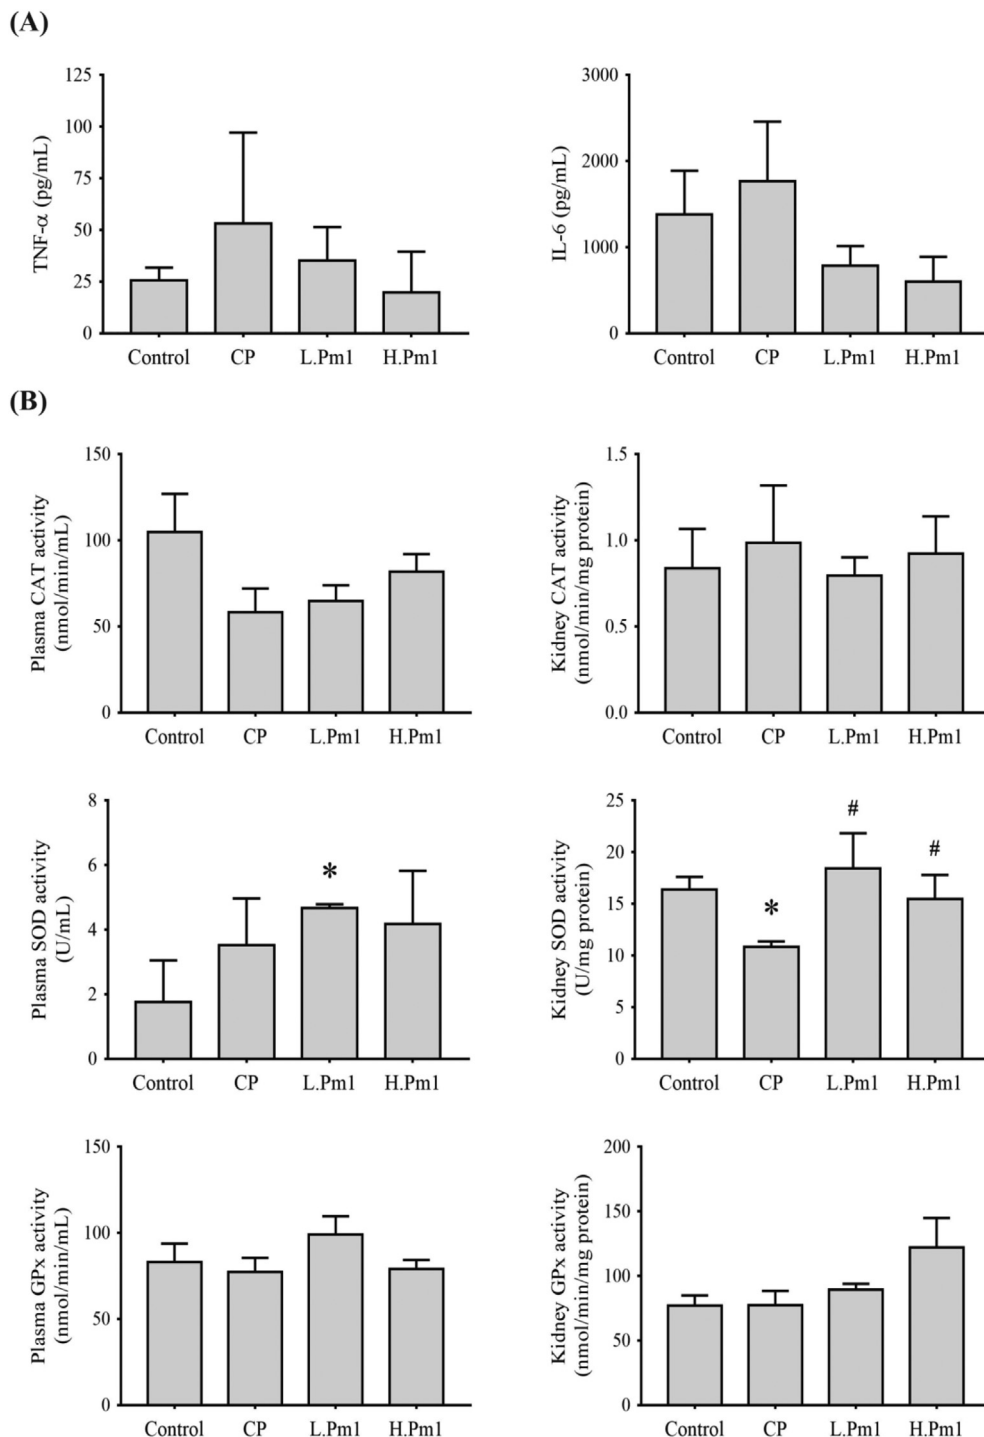 (A)
TNF-α (pg/mL)
125
100
75
50
25
0
Control CP L.Pm1 H.Pm1
IL-6 (pg/mL)
3000
2000
1000
0
Control CP L.Pm1 H.Pm1
(B)
Plasma CAT activity
(nmol/min/mL)
150
100
50
0
Control CP L.Pm1 H.Pm1
Kidney CAT activity
(nmol/min/mg protein)
1.5
1.0
0.5
0.0
Control CP L.Pm1 H.Pm1
Plasma SOD activity
(U/mL)
8
6
4
2
0
*
Control CP L.Pm1 H.Pm1
Kidney SOD activity
(U/mg protein)
25
20
15
10
5
0
* # #
Control CP L.Pm1 H.Pm1
Plasma GPx activity
(nmol/min/mL)
150
100
50
0
Control CP L.Pm1 H.Pm1
Kidney GPx activity
(nmol/min/mg protein)
200
150
100
50
0
Control CP L.Pm1 H.Pm1